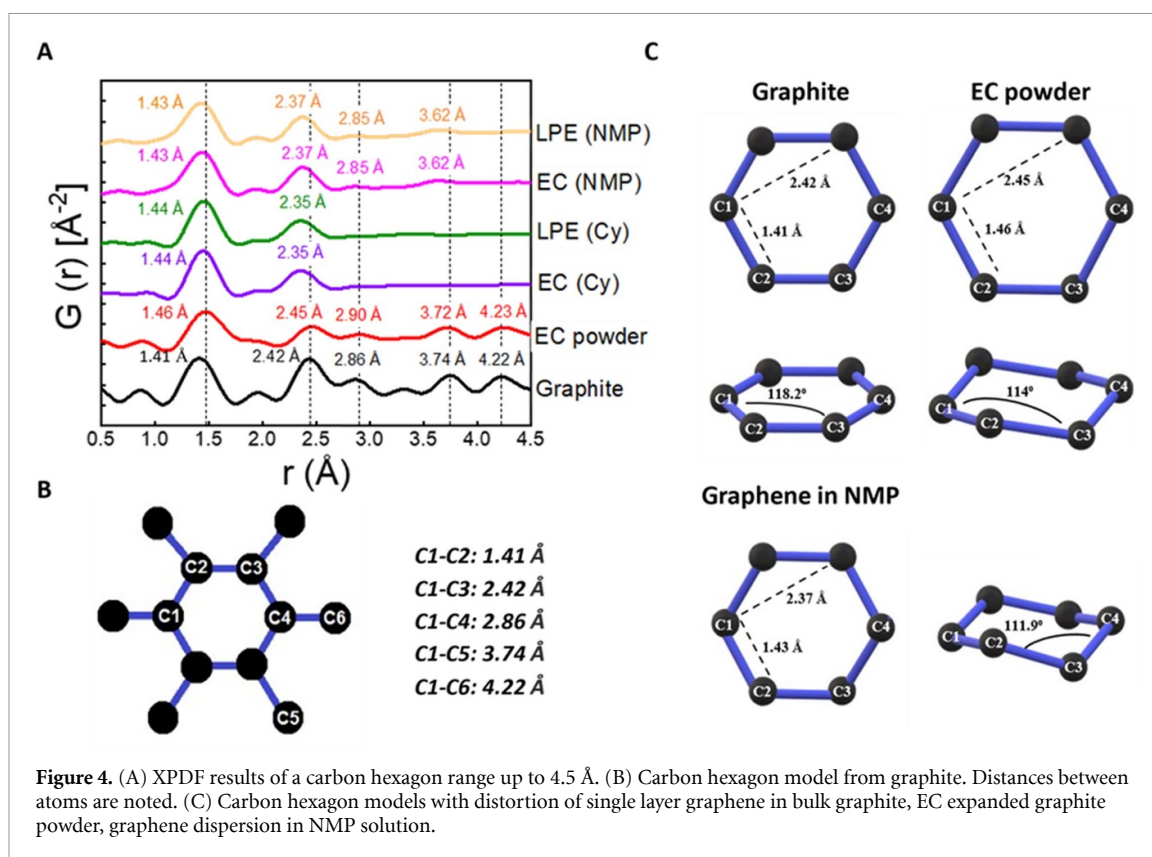 A
G (r) [Å-2]
1.43 Å 2.37 Å 2.85 Å 3.62 Å LPE (NMP)
1.43 Å 2.37 Å 2.85 Å 3.62 Å EC (NMP)
1.44 Å 2.35 Å LPE (Cy)
1.44 Å 2.35 Å EC (Cy)
1.46 Å 2.45 Å 2.90 Å 3.72 Å 4.23 Å EC powder
1.41 Å 2.42 Å 2.86 Å 3.74 Å 4.22 Å Graphite
0.5 1.0 1.5 2.0 2.5 3.0 3.5 4.0 4.5
r (Å)
B
C2 C3
C1 C4 C6
C5
C1-C2: 1.41 Å
C1-C3: 2.42 Å
C1-C4: 2.86 Å
C1-C5: 3.74 Å
C1-C6: 4.22 Å
C
Graphite EC powder
2.42 Å 2.45 Å
C1 C4 C1 C4
1.41 Å 1.46 Å
C2 C3 C2 C3
C1 118.2º C4 C1 114º C4
C2 C3 C2 C3
Graphene in NMP
2.37 Å
C1 C4
1.43 Å
C2 C3
111.9º
C1 C2 C4
C3
Figure 4. (A) XPDF results of a carbon hexagon range up to 4.5 Å. (B) Carbon hexagon model from graphite. Distances between
atoms are noted. (C) Carbon hexagon models with distortion of single layer graphene in bulk graphite, EC expanded graphite
powder, graphene dispersion in NMP solution.